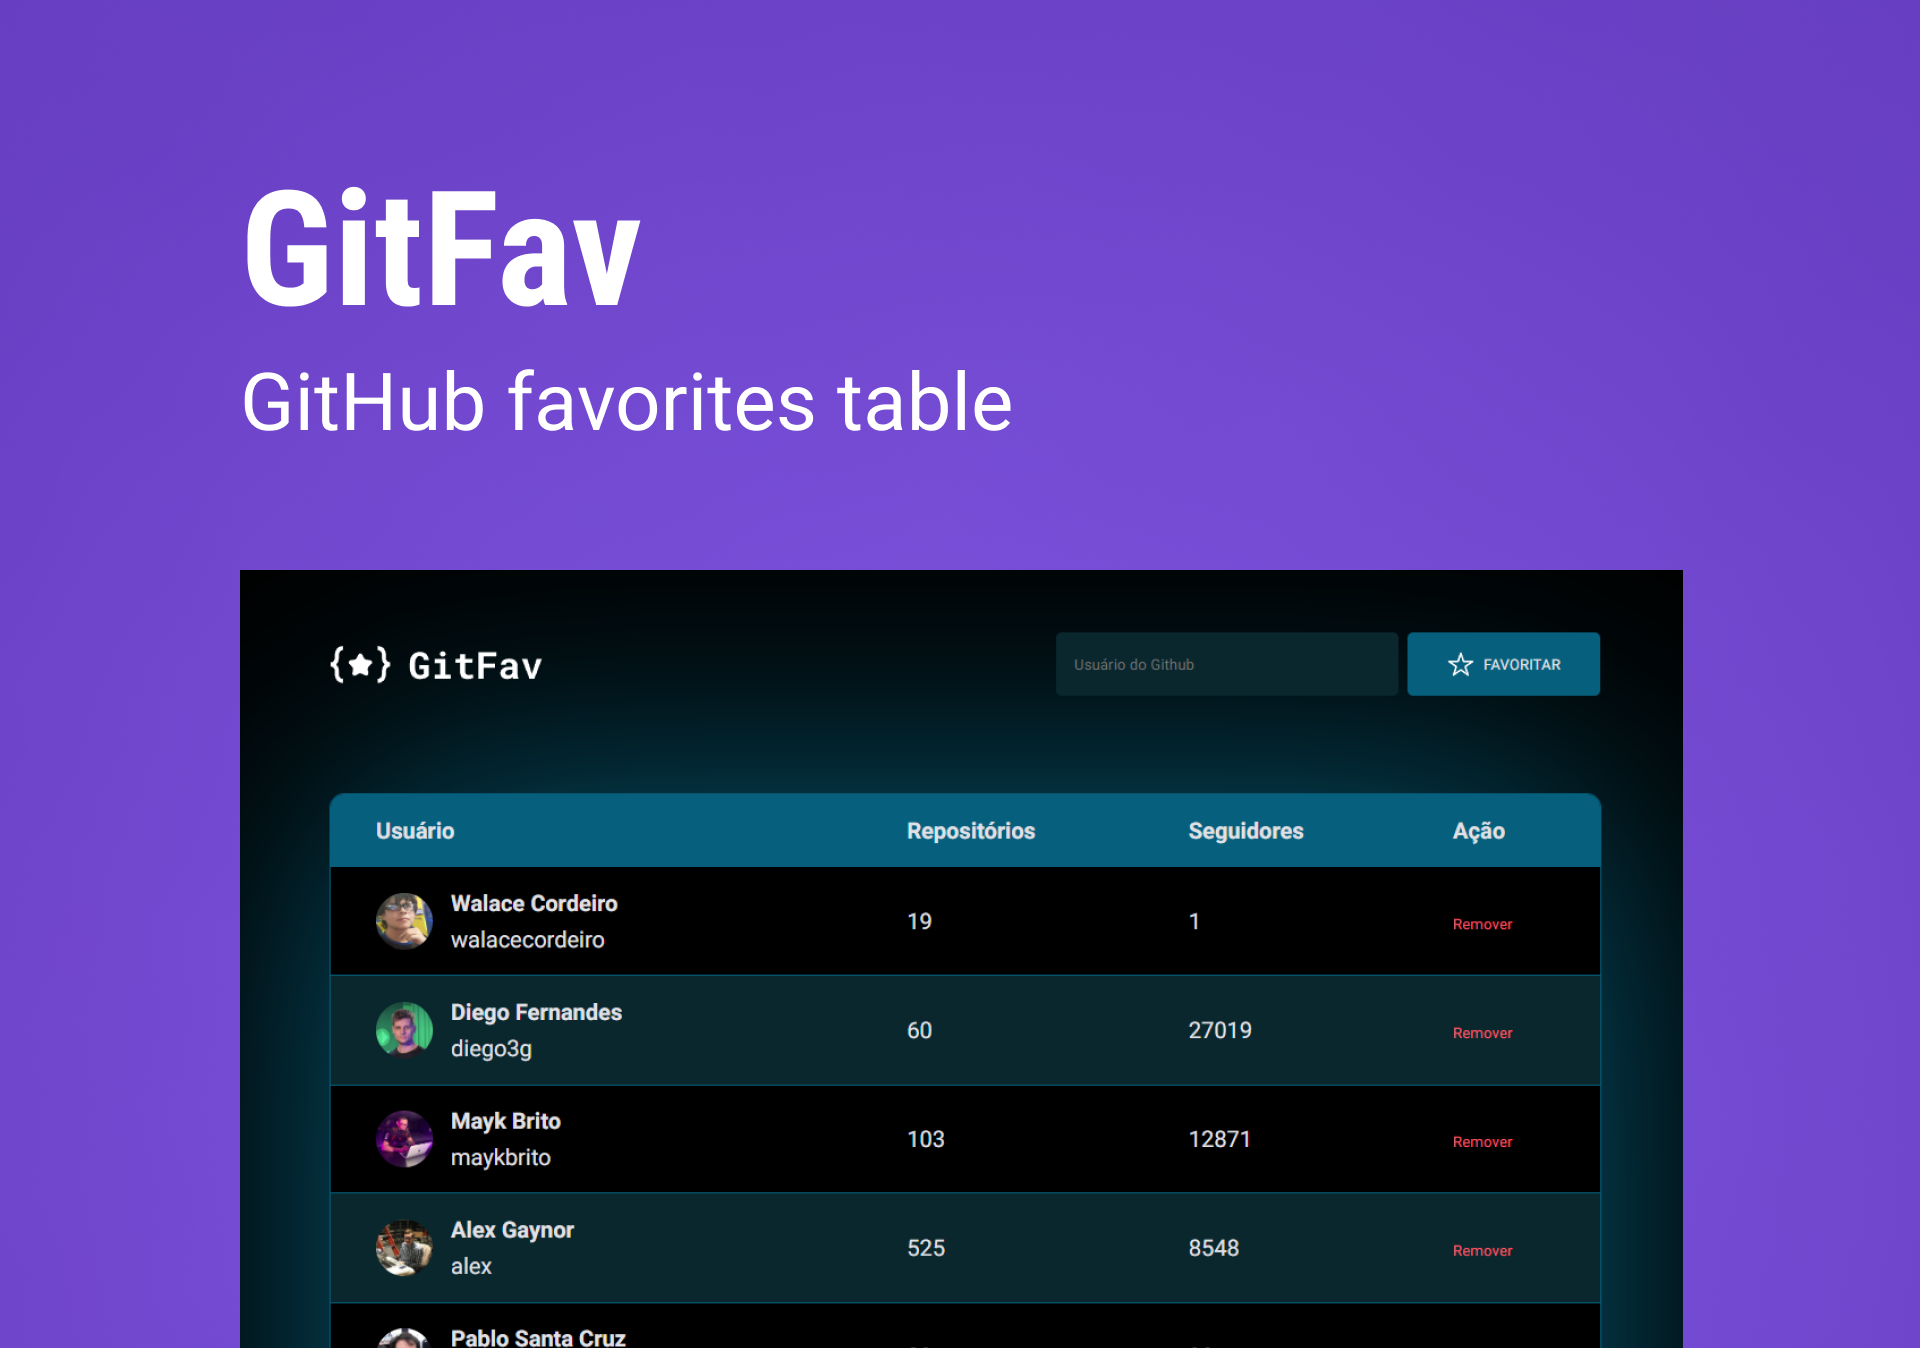 GitFav
GitHub favorites table
GitFav
Usuário do Github
FAVORITAR
Usuário Repositórios Seguidores Ação
Walace Cordeiro
walacecordeiro
19 1 Remover
Diego Fernandes
diego3g
60 27019 Remover
Mayk Brito
maykbrito
103 12871 Remover
Alex Gaynor
alex
525 8548 Remover
Pablo Santa Cruz